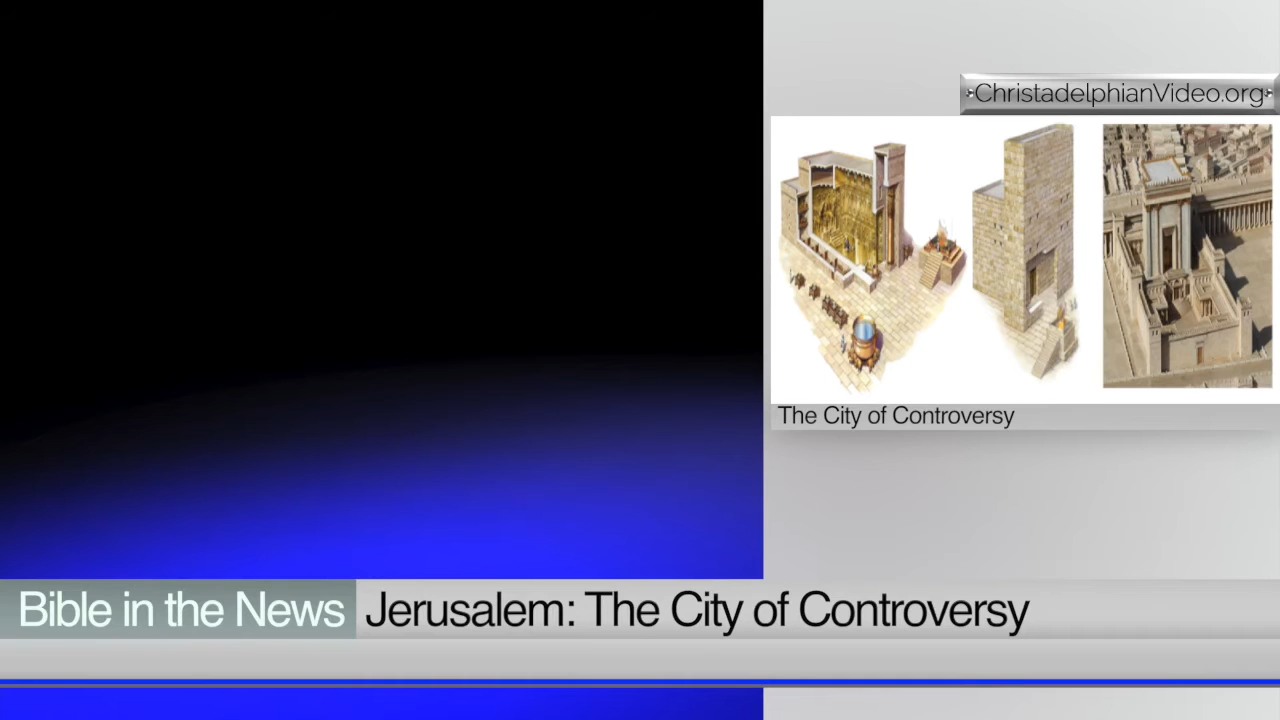 ChristadelphianVideo.org
The City of Controversy
Bible in the News
Jerusalem: The City of Controversy